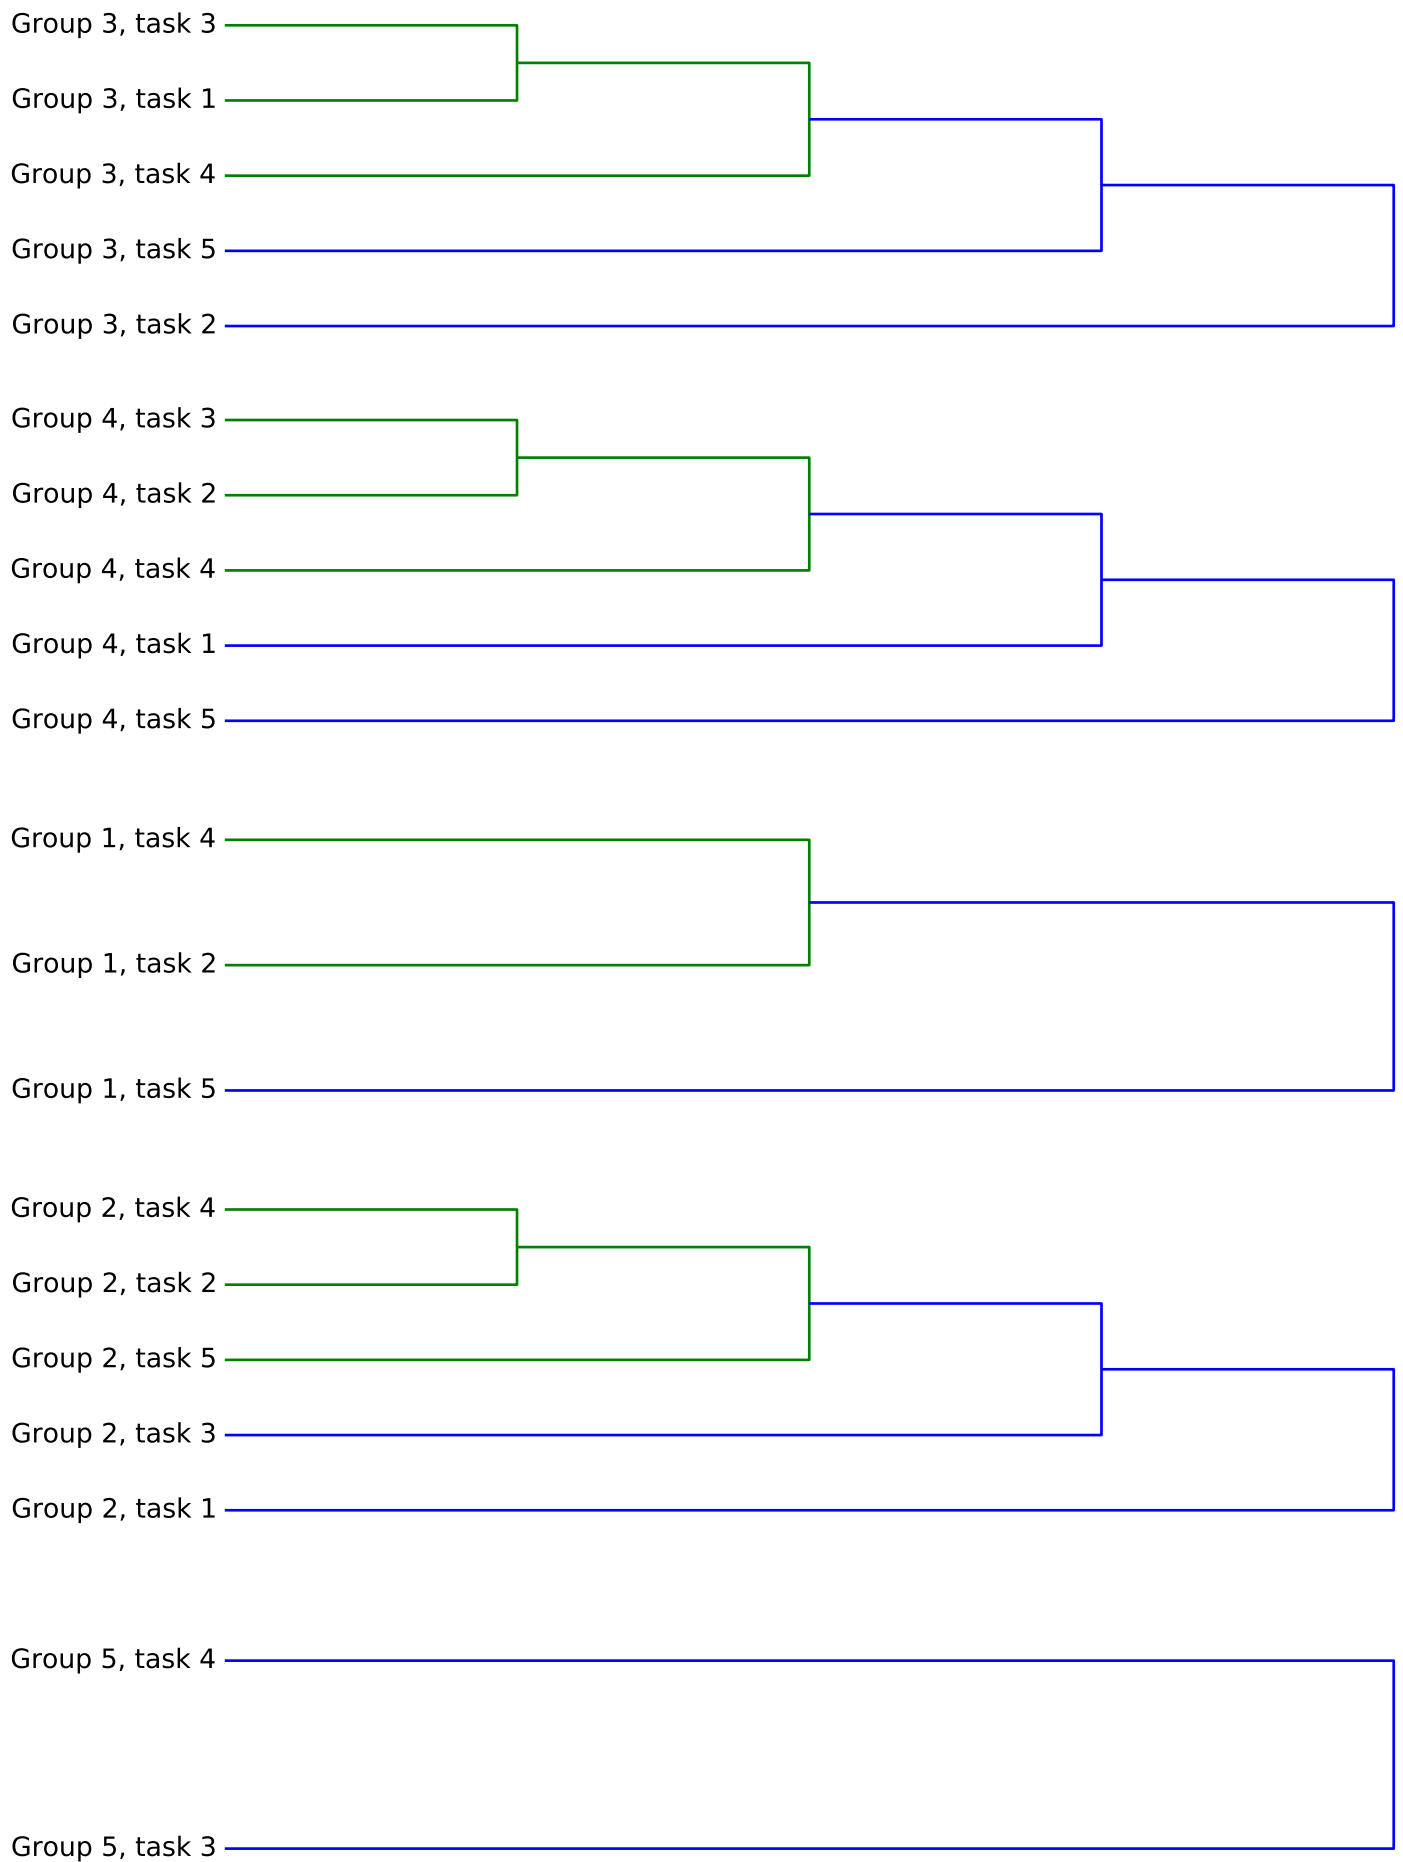 Group 3, task 3
Group 3, task 1
Group 3, task 4
Group 3, task 5
Group 3, task 2
Group 4, task 3
Group 4, task 2
Group 4, task 4
Group 4, task 1
Group 4, task 5
Group 1, task 4
Group 1, task 2
Group 1, task 5
Group 2, task 4
Group 2, task 2
Group 2, task 5
Group 2, task 3
Group 2, task 1
Group 5, task 4
Group 5, task 3